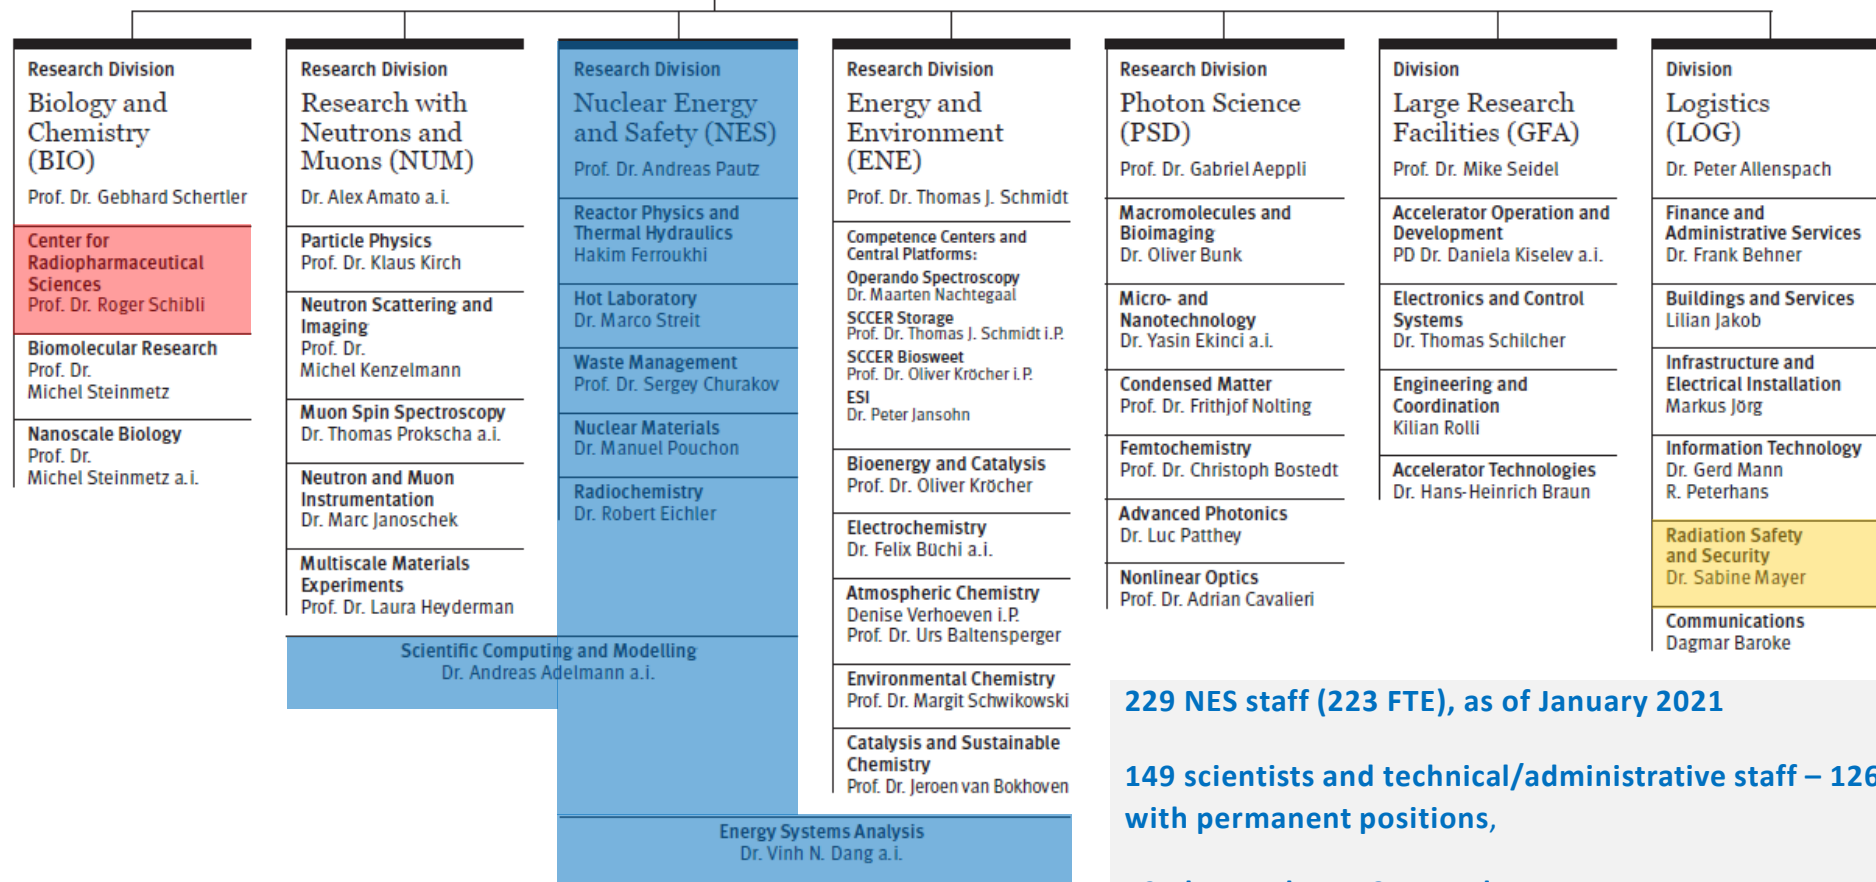 Research Division
Biology and
Chemistry
(BIO)
Prof. Dr. Gebhard Schertler
Center for
Radiopharmaceutical
Sciences
Prof. Dr. Roger Schibli
Biomolecular Research
Prof. Dr.
Michel Steinmetz
Nanoscale Biology
Prof. Dr.
Michel Steinmetz a.i.
Research Division
Research with
Neutrons and
Muons (NUM)
Dr. Alex Amato a.i.
Particle Physics
Prof. Dr. Klaus Kirch
Neutron Scattering and
Imaging
Prof. Dr.
Michel Kenzelmann
Muon Spin Spectroscopy
Dr. Thomas Prokscha a.i.
Neutron and Muon
Instrumentation
Dr. Marc Janoschek
Multiscale Materials
Experiments
Prof. Dr. Laura Heyderman
Research Division
Nuclear Energy
and Safety (NES)
Prof. Dr. Andreas Pautz
Reactor Physics and
Thermal Hydraulics
Hakim Ferroukhi
Hot Laboratory
Dr. Marco Streit
Waste Management
Prof. Dr. Sergey Churakov
Nuclear Materials
Dr. Manuel Pouchon
Radiochemistry
Dr. Robert Eichler
Scientific Computing and Modelling
Dr. Andreas Adelmann a.i.
Research Division
Energy and
Environment
(ENE)
Prof. Dr. Thomas J. Schmidt
Competence Centers and
Central Platforms:
Operando Spectroscopy
Dr. Maarten Nachtegaal
SCCER Storage
Prof. Dr. Thomas J. Schmidt i.P.
SCCER Biosweet
Prof. Dr. Oliver Kröcher i.P.
ESI
Dr. Peter Jansohn
Bioenergy and Catalysis
Prof. Dr. Oliver Kröcher
Electrochemistry
Dr. Felix Büchi a.i.
Atmospheric Chemistry
Denise Verhoeven i.P.
Prof. Dr. Urs Baltensperger
Environmental Chemistry
Prof. Dr. Margit Schwikowski
Catalysis and Sustainable
Chemistry
Prof. Dr. Jeroen van Bokhoven
Energy Systems Analysis
Dr. Vinh N. Dang a.i.
Research Division
Photon Science
(PSD)
Prof. Dr. Gabriel Aeppli
Macromolecules and
Bioimaging
Dr. Oliver Bunk
Micro- and
Nanotechnology
Dr. Yasin Ekinci a.i.
Condensed Matter
Prof. Dr. Frithjof Nolting
Femtochemistry
Prof. Dr. Christoph Bostedt
Advanced Photonics
Dr. Luc Patthey
Nonlinear Optics
Prof. Dr. Adrian Cavalieri
Division
Large Research
Facilities (GFA)
Prof. Dr. Mike Seidel
Accelerator Operation and
Development
PD Dr. Daniela Kiselev a.i.
Electronics and Control
Systems
Dr. Thomas Schilcher
Engineering and
Coordination
Kilian Rolli
Accelerator Technologies
Dr. Hans-Heinrich Braun
Division
Logistics
(LOG)
Dr. Peter Allenspach
Finance and
Administrative Services
Dr. Frank Behner
Buildings and Services
Lilian Jakob
Infrastructure and
Electrical Installation
Markus Jörg
Information Technology
Dr. Gerd Mann
R. Peterhans
Radiation Safety
and Security
Dr. Sabine Mayer
Communications
Dagmar Baroke
229 NES staff (223 FTE), as of January 2021
149 scientists and technical/administrative staff – 126
with permanent positions,